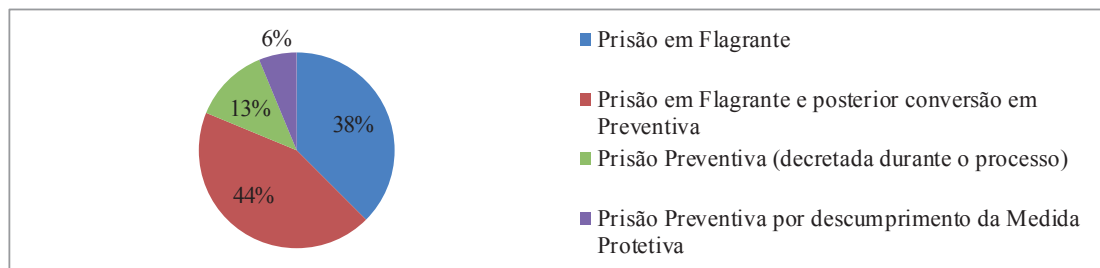 6%
13%
38%
44%
Prisão em Flagrante
Prisão em Flagrante e posterior conversão em
Preventiva
Prisão Preventiva (decretada durante o processo)
Prisão Preventiva por descumprimento da Medida
Protetiva